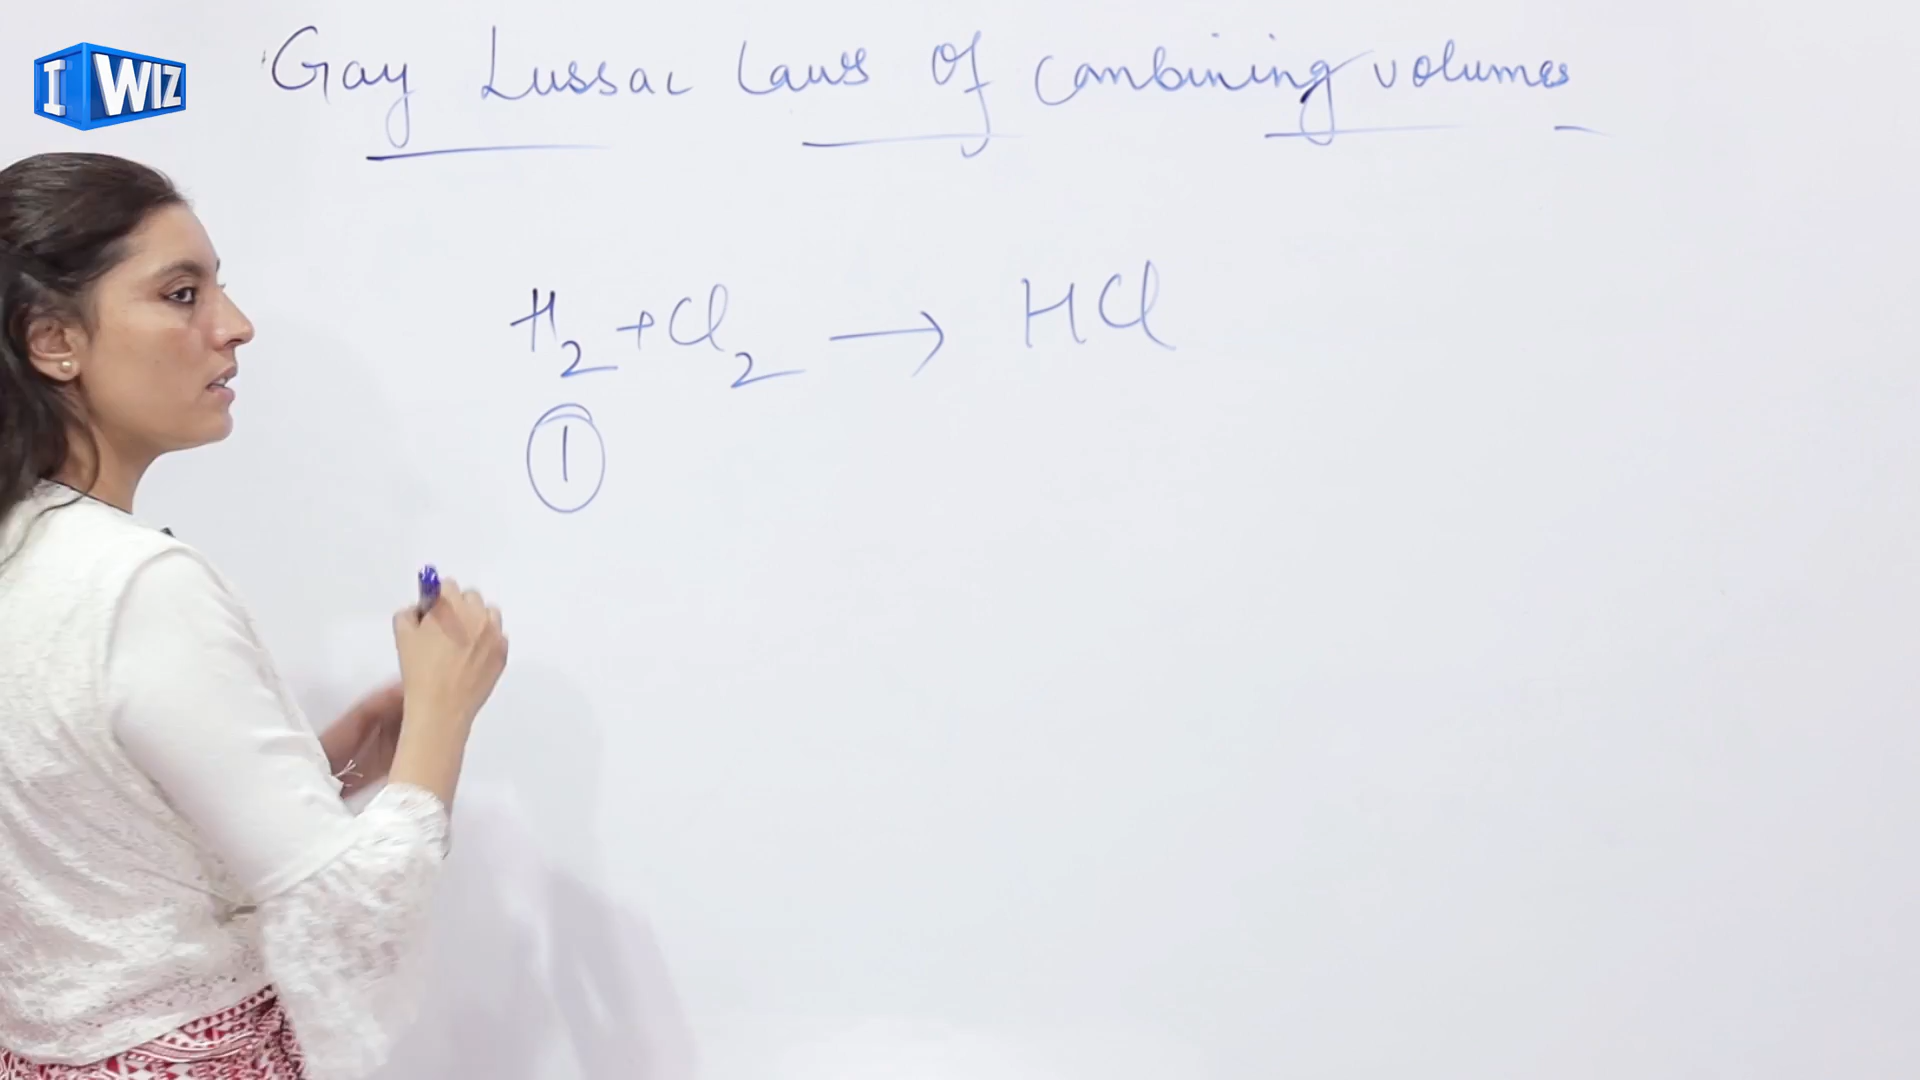 I WIZ
Gay Lussac Laws Of Combining volumes
H₂ + Cl₂ → HCl
1